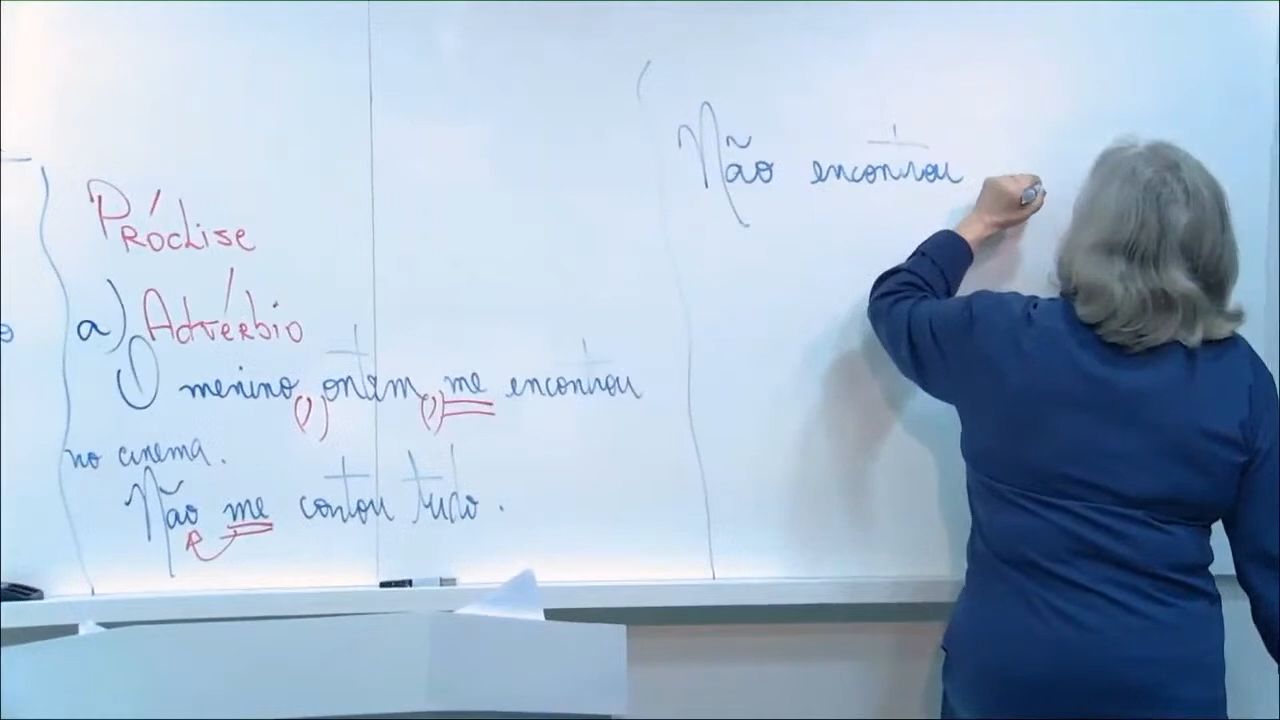 Próclise
a) Advérbio
O menino (,) ontem (,) me encontrou
no cinema.
Não me contou tudo.
Não encontrou